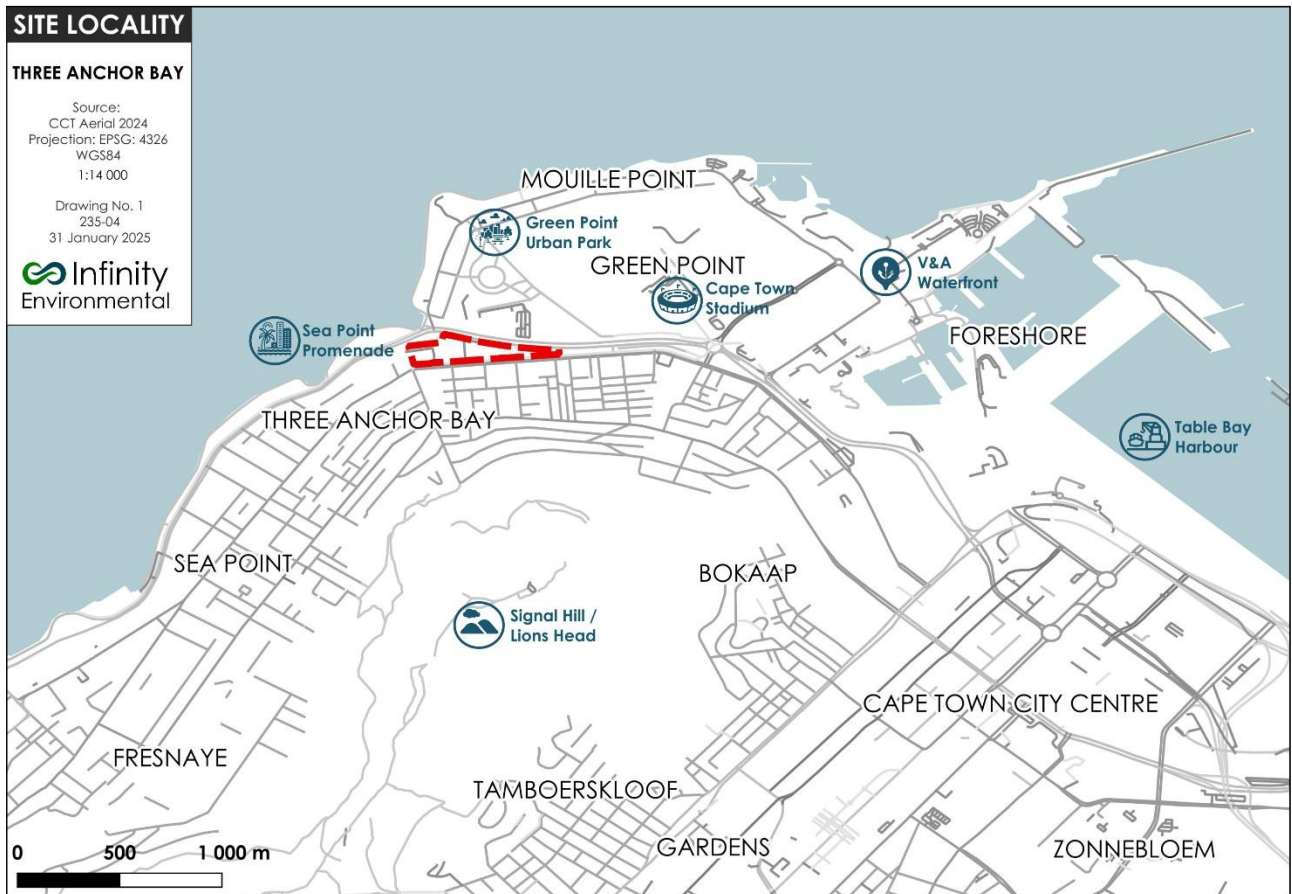 SITE LOCALITY
THREE ANCHOR BAY
Source:
CCT Aerial 2024
Projection: EPSG: 4326
WGS84
1:14 000
Drawing No. 1
235-04
31 January 2025
Infinity
Environmental
MOUILLE POINT
Green Point
Urban Park
GREEN POINT
Cape Town
Stadium
V&A
Waterfront
FORESHORE
Sea Point
Promenade
THREE ANCHOR BAY
Table Bay
Harbour
SEA POINT
BOKAAP
Signal Hill /
Lions Head
CAPE TOWN CITY CENTRE
FRESNAYE
TAMBOERSKLOOF
GARDENS
ZONNEBLOEM
0 500 1 000 m